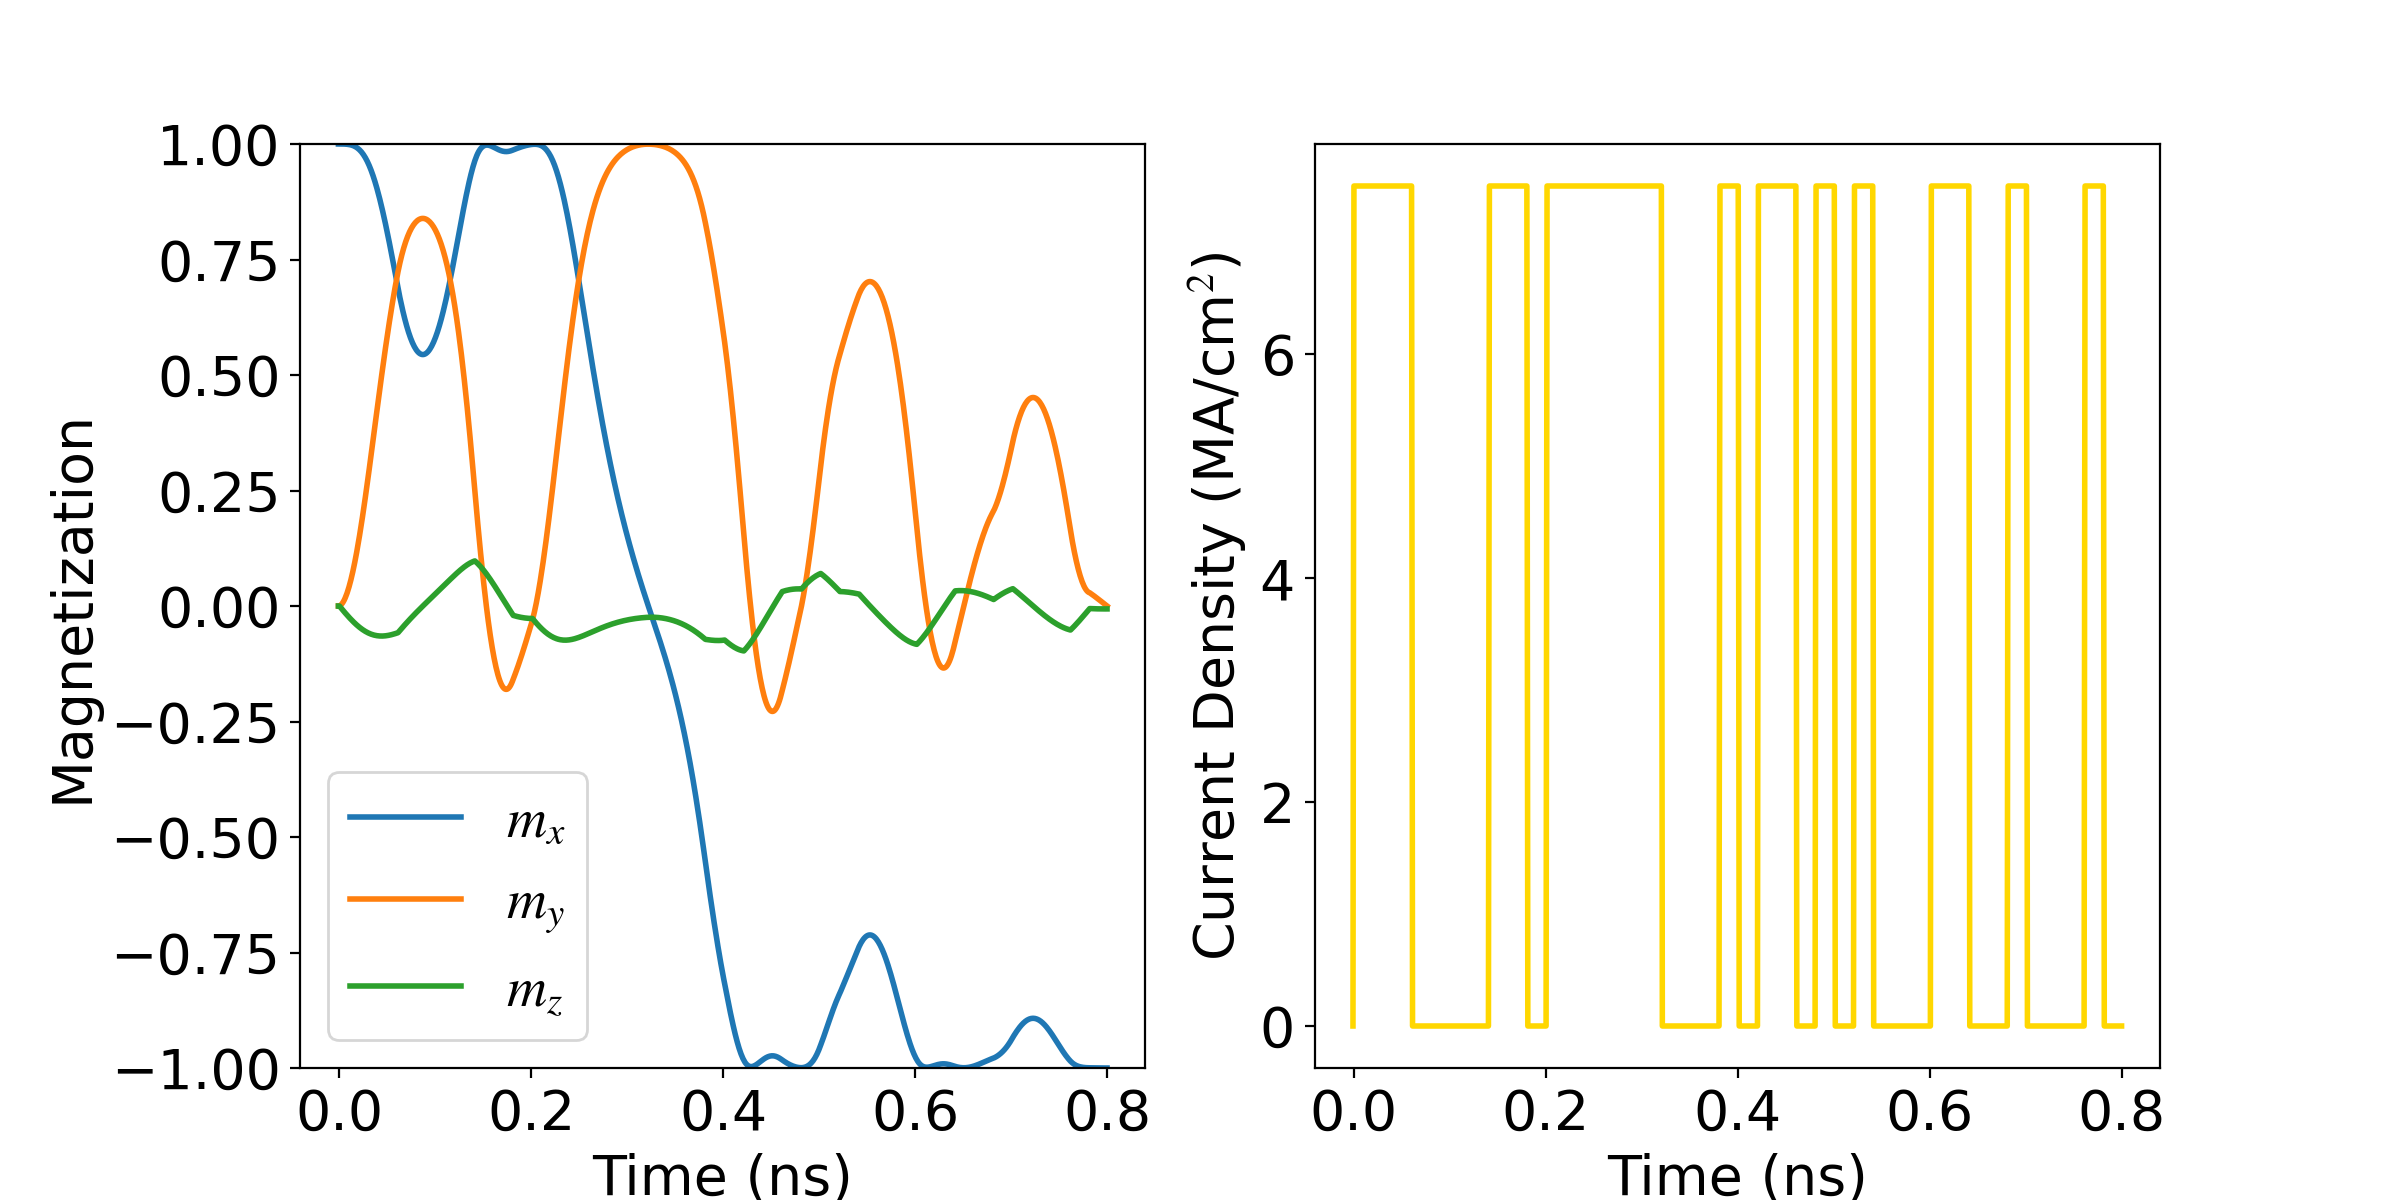 1.00
0.75
0.50
0.25
0.00
−0.25
−0.50
−0.75
−1.00
Magnetization
0.0 0.2 0.4 0.6 0.8
Time (ns)
m_x
m_y
m_z
6
4
2
0
Current Density (MA/cm²)
0.0 0.2 0.4 0.6 0.8
Time (ns)